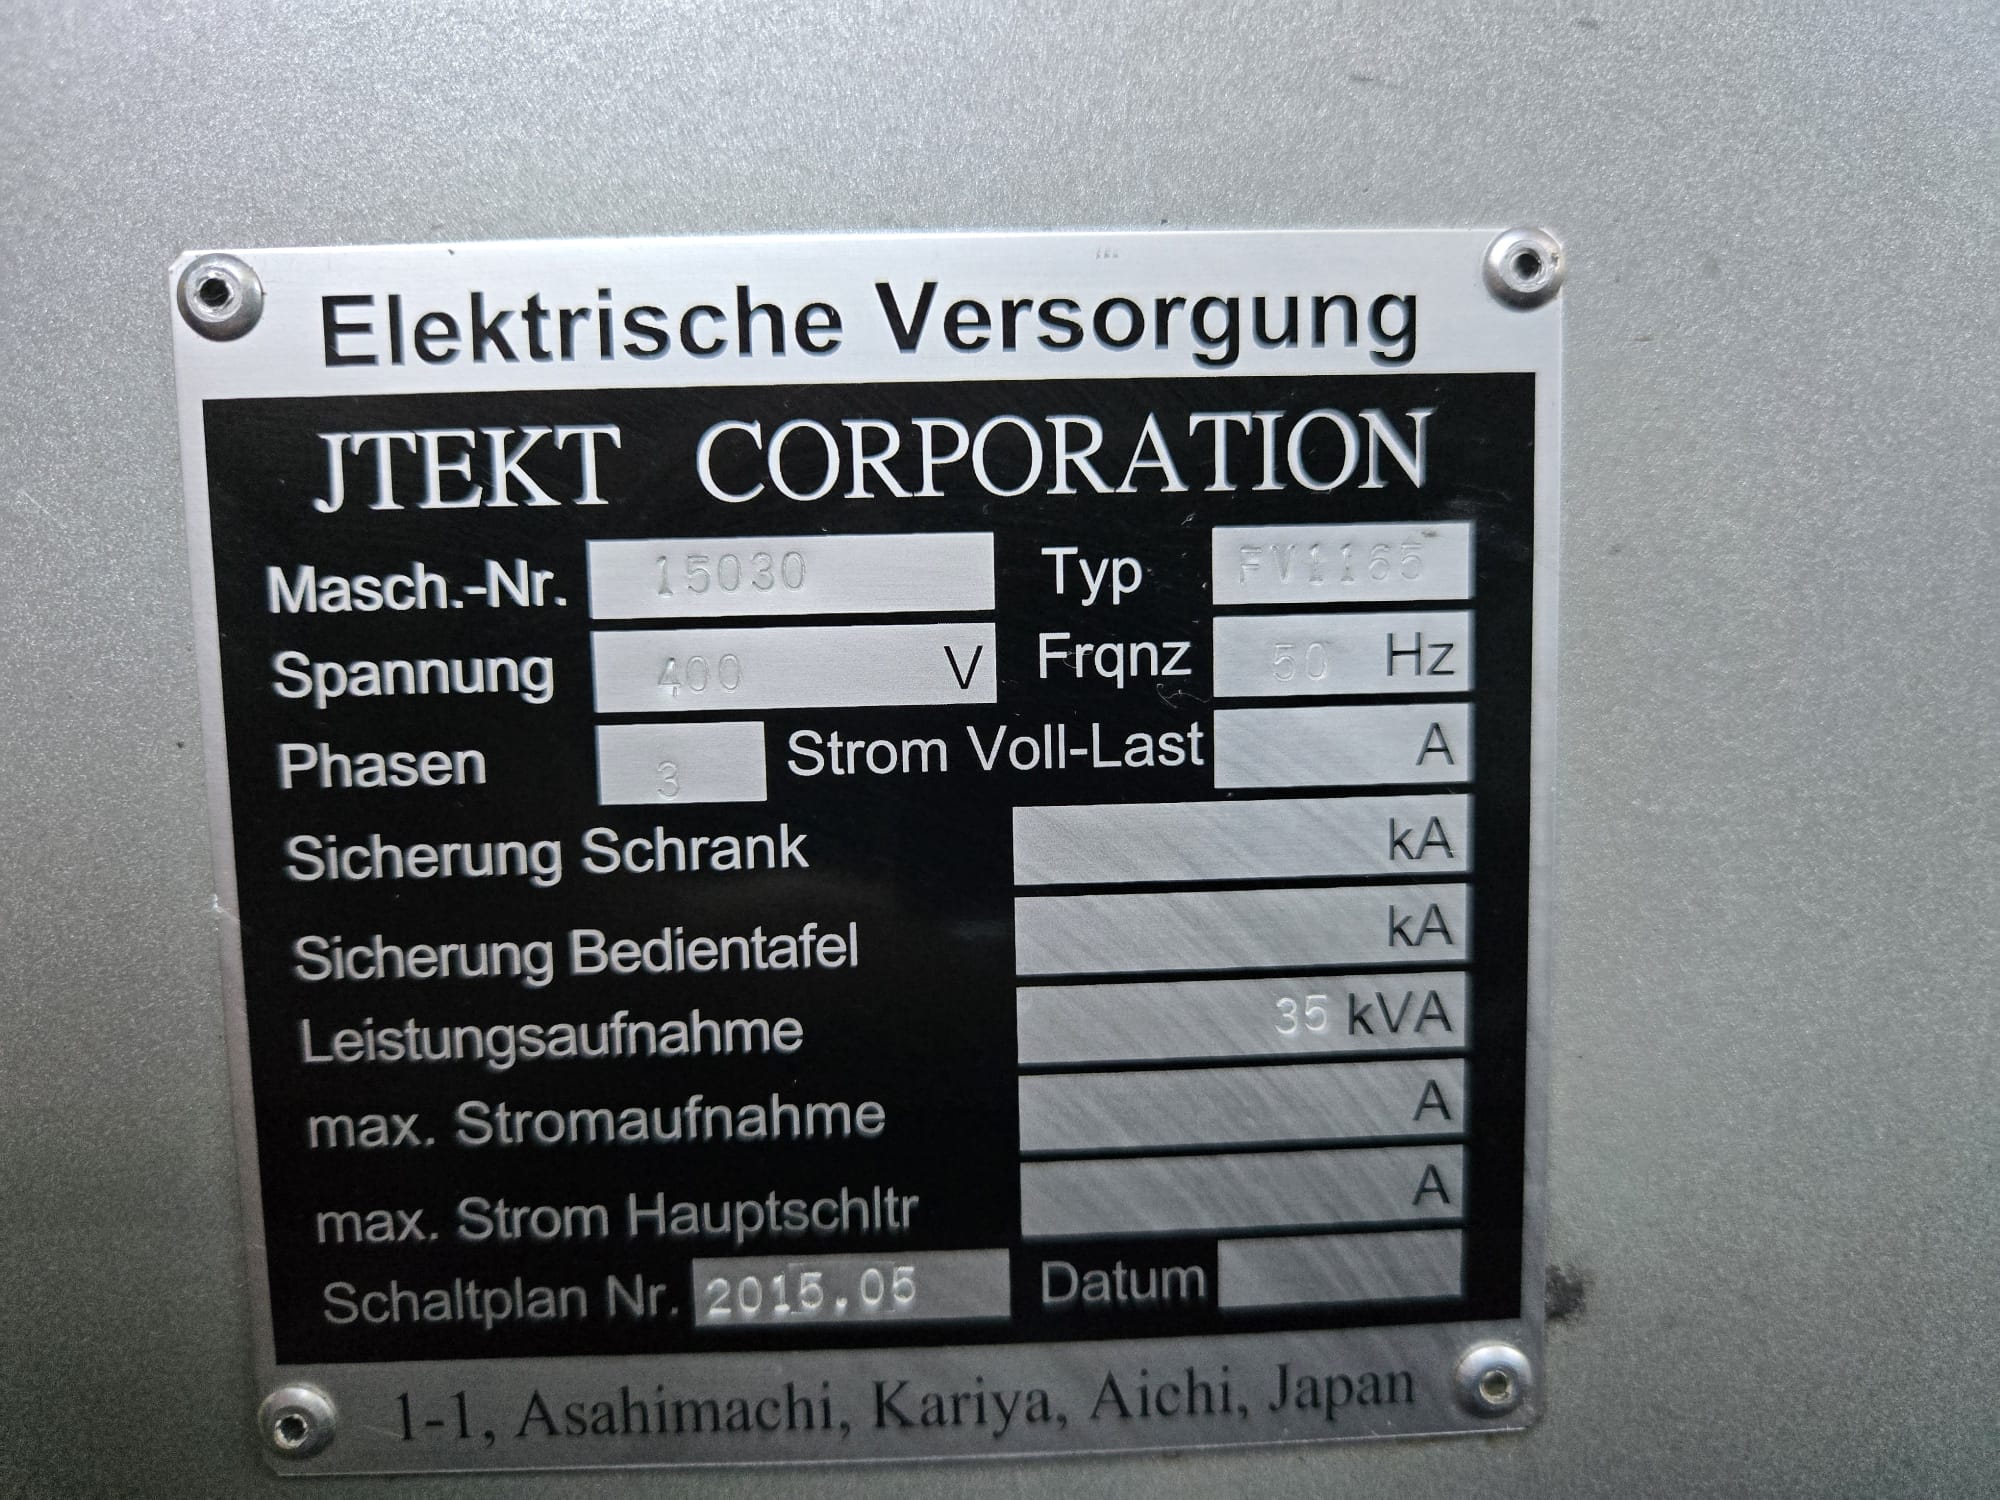 Elektrische Versorgung
JTEKT CORPORATION
Masch.-Nr. 15030 Typ FV1165
Spannung 400 V Frqnz 50 Hz
Phasen 3 Strom Voll-Last A
Sicherung Schrank kA
Sicherung Bedientafel kA
Leistungsaufnahme 35 kVA
max. Stromaufnahme A
max. Strom Hauptschltr A
Schaltplan Nr. 2015.05 Datum
1-1, Asahimachi, Kariya, Aichi, Japan